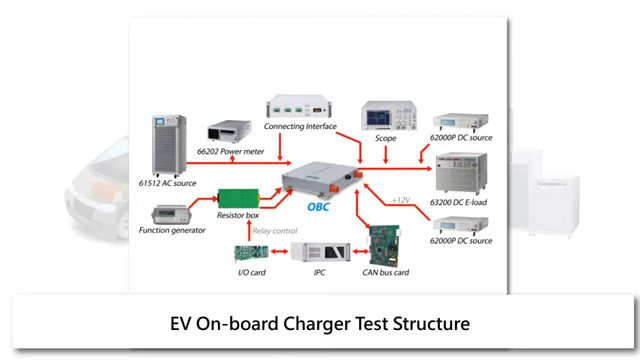 Connecting Interface
Scope
62000P DC source
66202 Power meter
61512 AC source
OBC
63200 DC E-load
+12V
Function generator
Resistor box
Relay control
62000P DC source
I/O card
IPC
CAN bus card
EV On-board Charger Test Structure